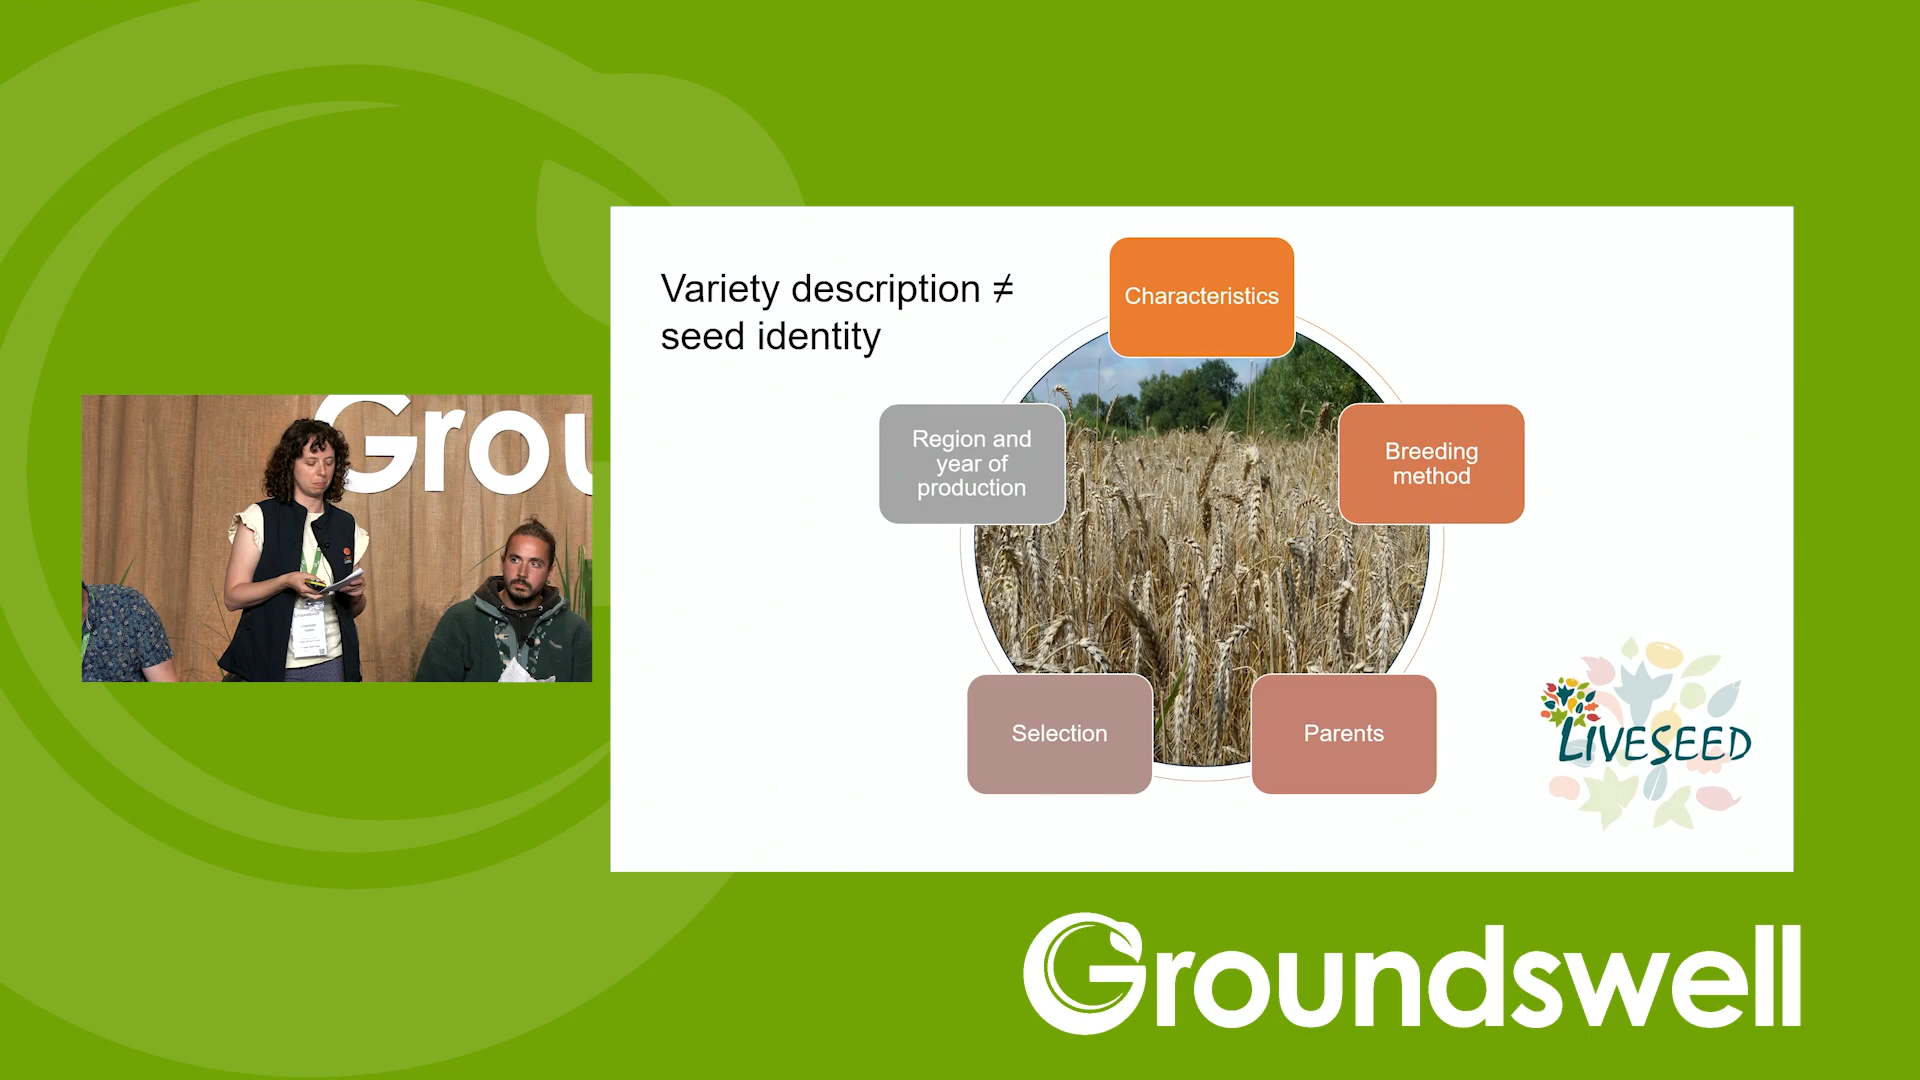 Variety description ≠
seed identity
Characteristics
Region and
year of
production
Breeding
method
Selection
Parents
LIVESEED
Grou
Groundswell